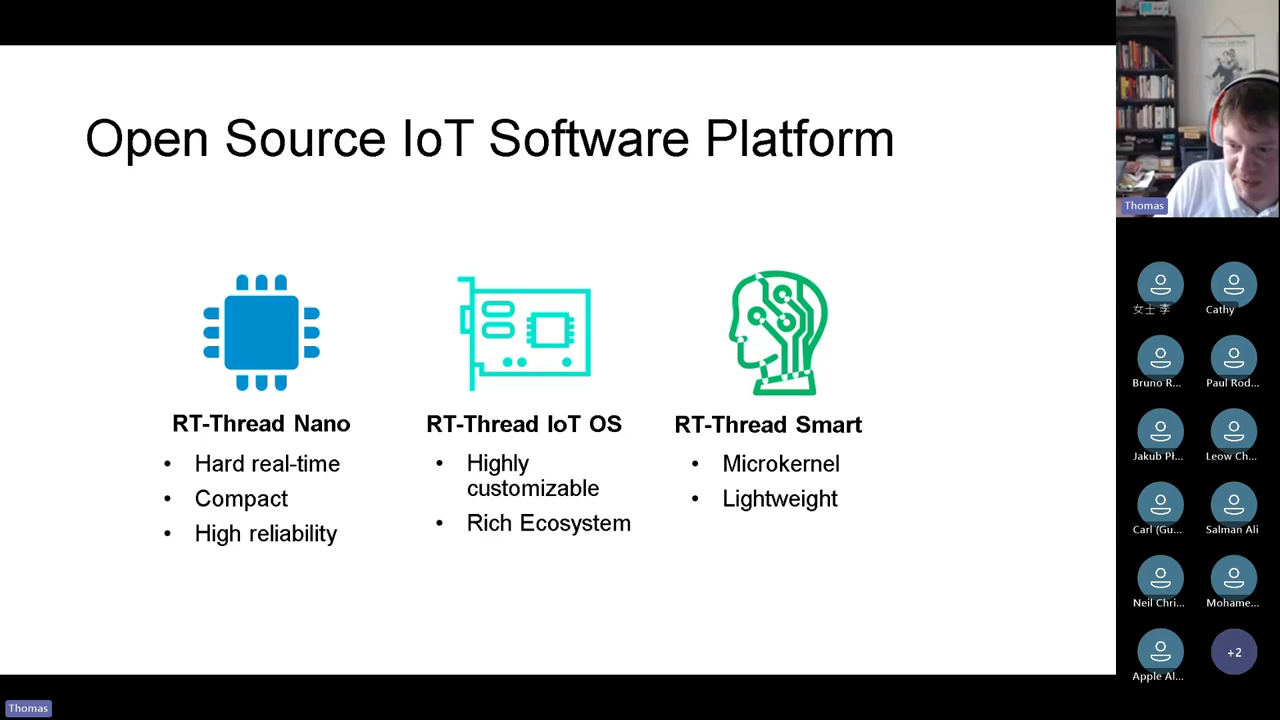 Open Source IoT Software Platform
RT-Thread Nano
• Hard real-time
• Compact
• High reliability
RT-Thread IoT OS
• Highly
customizable
• Rich Ecosystem
RT-Thread Smart
• Microkernel
• Lightweight
Thomas
女士 李
Cathy
Bruno R...
Paul Rod...
Jakub Pł...
Leow Ch...
Carl (Gu...
Salman Ali
Neil Chri...
Mohame...
Apple Al...
+2
Thomas